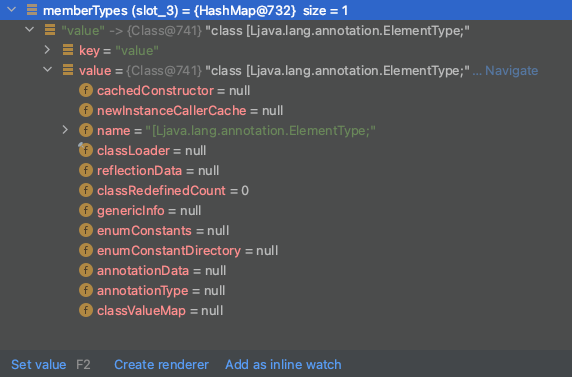 memberTypes (slot_3) = {HashMap@732} size = 1
"value" -> {Class@741} "class [Ljava.lang.annotation.ElementType;"
key = "value"
value = {Class@741} "class [Ljava.lang.annotation.ElementType;" ... Navigate
f cachedConstructor = null
f newInstanceCallerCache = null
f name = "[Ljava.lang.annotation.ElementType;"
f classLoader = null
f reflectionData = null
f classRedefinedCount = 0
f genericInfo = null
f enumConstants = null
f enumConstantDirectory = null
f annotationData = null
f annotationType = null
f classValueMap = null
Set value F2 Create renderer Add as inline watch